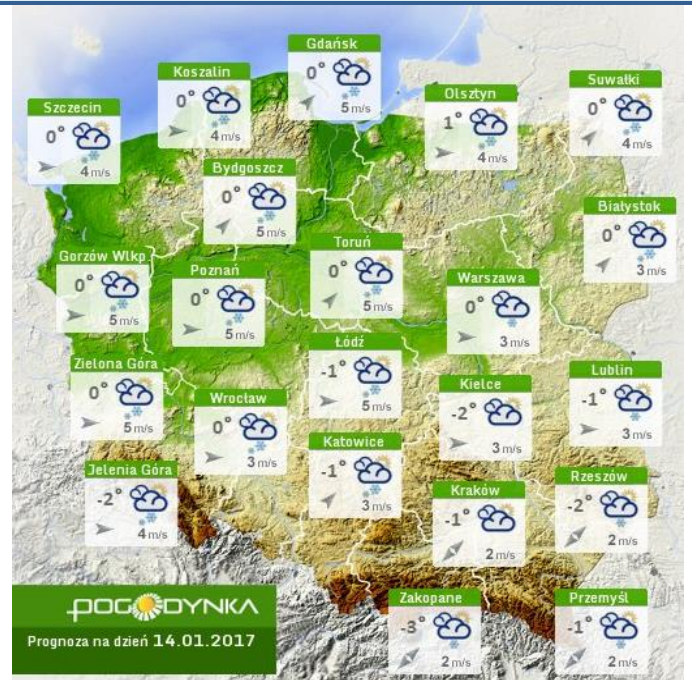 Gdańsk
0°
5 m/s
Koszalin
0°
4 m/s
Suwałki
0°
4 m/s
Olsztyn
1°
4 m/s
Szczecin
0°
4 m/s
Bydgoszcz
0°
5 m/s
Białystok
0°
3 m/s
Toruń
0°
5 m/s
Gorzów Wlkp
0°
5 m/s
Poznań
0°
5 m/s
Warszawa
0°
3 m/s
Łódź
-1°
5 m/s
Zielona Góra
0°
5 m/s
Lublin
-1°
3 m/s
Kielce
-2°
3 m/s
Wrocław
0°
3 m/s
Katowice
-1°
3 m/s
Jelenia Góra
-2°
4 m/s
Rzeszów
-2°
2 m/s
Kraków
-1°
2 m/s
Zakopane
-3°
2 m/s
Przemyśl
-1°
2 m/s
POGODYNKA
Prognoza na dzień 14.01.2017